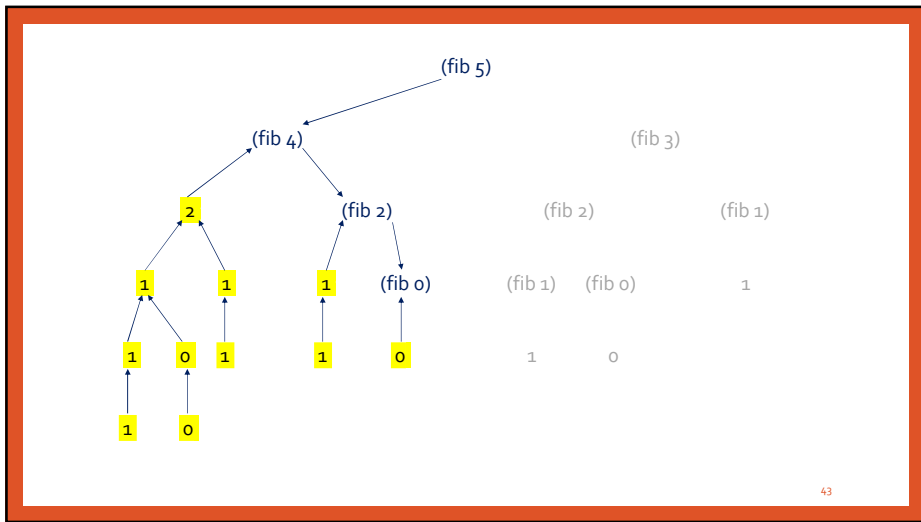 (fib 5)
(fib 4) (fib 3)
2 (fib 2) (fib 2) (fib 1)
1 1 1 (fib 0) (fib 1) (fib 0) 1
1 0 1 1 0 1 0
1 0
43